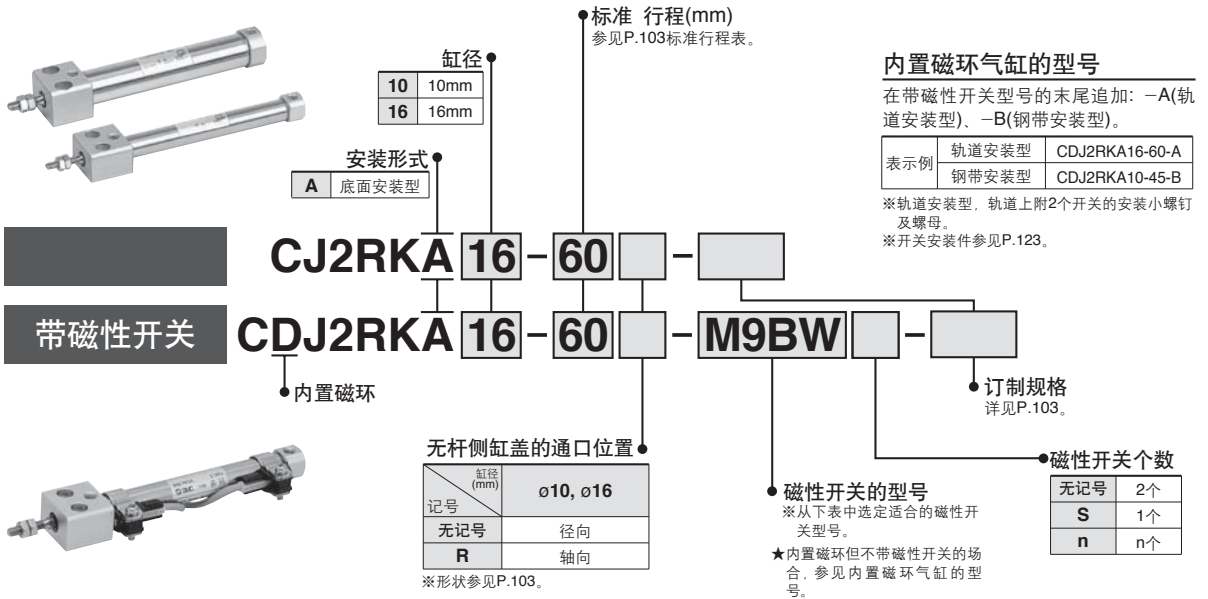 标准 行程(mm)
参见P.103标准行程表。
缸径
10 10mm
16 16mm
安装形式
A 底面安装型
内置磁环气缸的型号
在带磁性开关型号的末尾追加: －A(轨
道安装型)、－B(钢带安装型)。
表示例 轨道安装型 CDJ2RKA16-60-A
钢带安装型 CDJ2RKA10-45-B
※轨道安装型, 轨道上附2个开关的安装小螺钉
及螺母。
※开关安装件参见P.123。
CJ2RKA 16 - 60 -
带磁性开关 CDJ2RKA 16 - 60 - M9BW -
内置磁环
订制规格
详见P.103。
无杆侧缸盖的通口位置
缸径
(mm)
记号
ø10, ø16
无记号 径向
R 轴向
※形状参见P.103。
磁性开关的型号
※从下表中选定适合的磁性开
关型号。
★内置磁环但不带磁性开关的场
合, 参见内置磁环气缸的型
号。
磁性开关个数
无记号 2个
S 1个
n n个